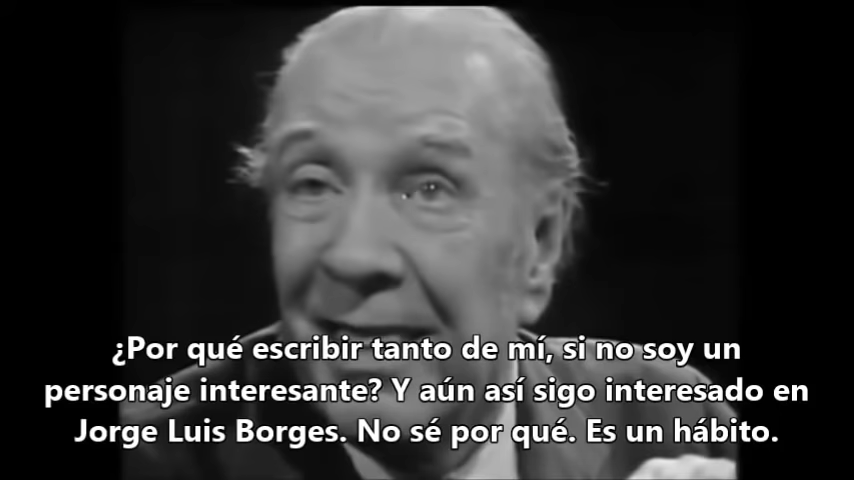 ¿Por qué escribir tanto de mí, si no soy un
personaje interesante? Y aún así sigo interesado en
Jorge Luis Borges. No sé por qué. Es un hábito.